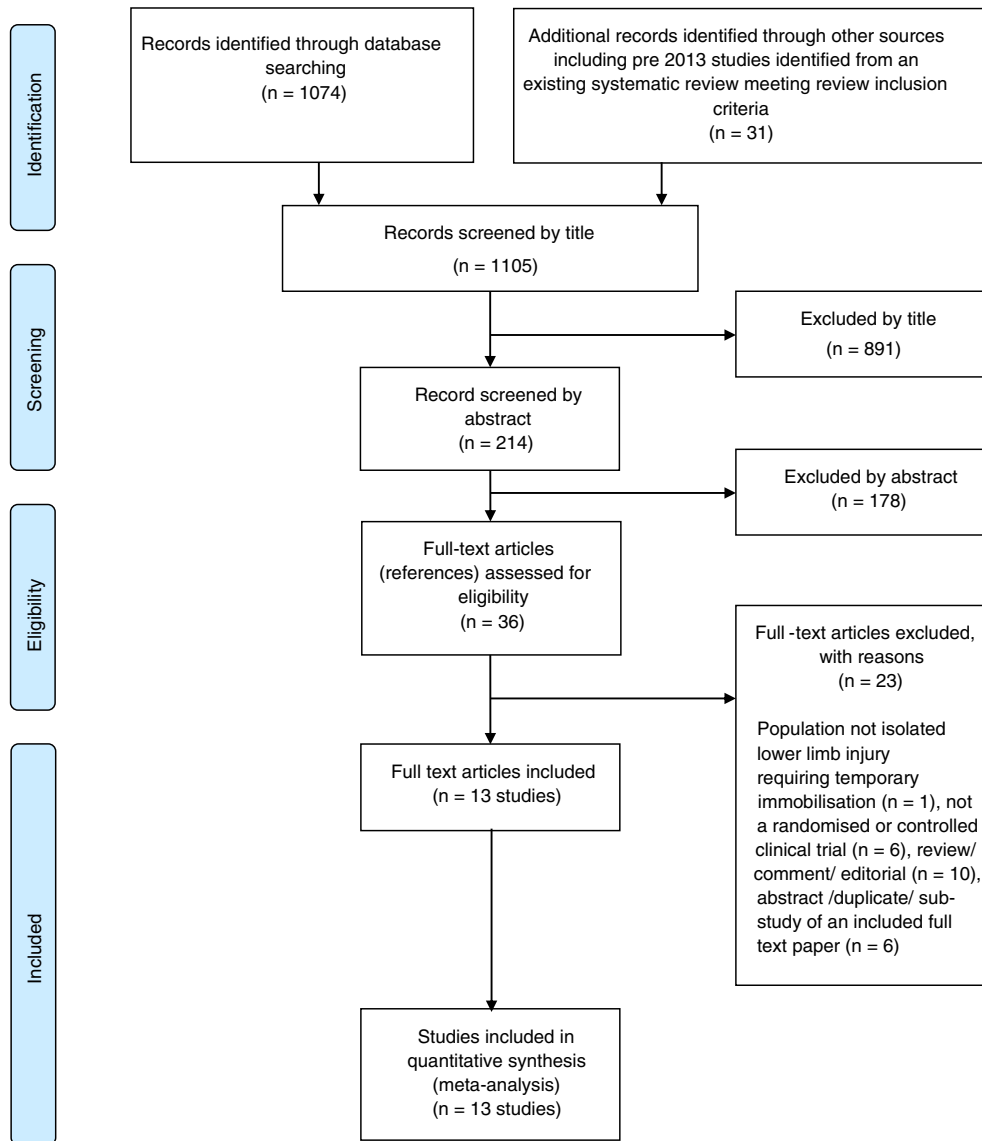 Identification
Records identified through database
searching
(n = 1074)
Additional records identified through other sources
including pre 2013 studies identified from an
existing systematic review meeting review inclusion
criteria
(n = 31)
Records screened by title
(n = 1105)
Screening
Excluded by title
(n = 891)
Record screened by
abstract
(n = 214)
Excluded by abstract
(n = 178)
Eligibility
Full-text articles
(references) assessed for
eligibility
(n = 36)
Full -text articles excluded,
with reasons
(n = 23)
Population not isolated
lower limb injury
requiring temporary
immobilisation (n = 1), not
a randomised or controlled
clinical trial (n = 6), review/
comment/ editorial (n = 10),
abstract /duplicate/ sub-
study of an included full
text paper (n = 6)
Included
Full text articles included
(n = 13 studies)
Studies included in
quantitative synthesis
(meta-analysis)
(n = 13 studies)